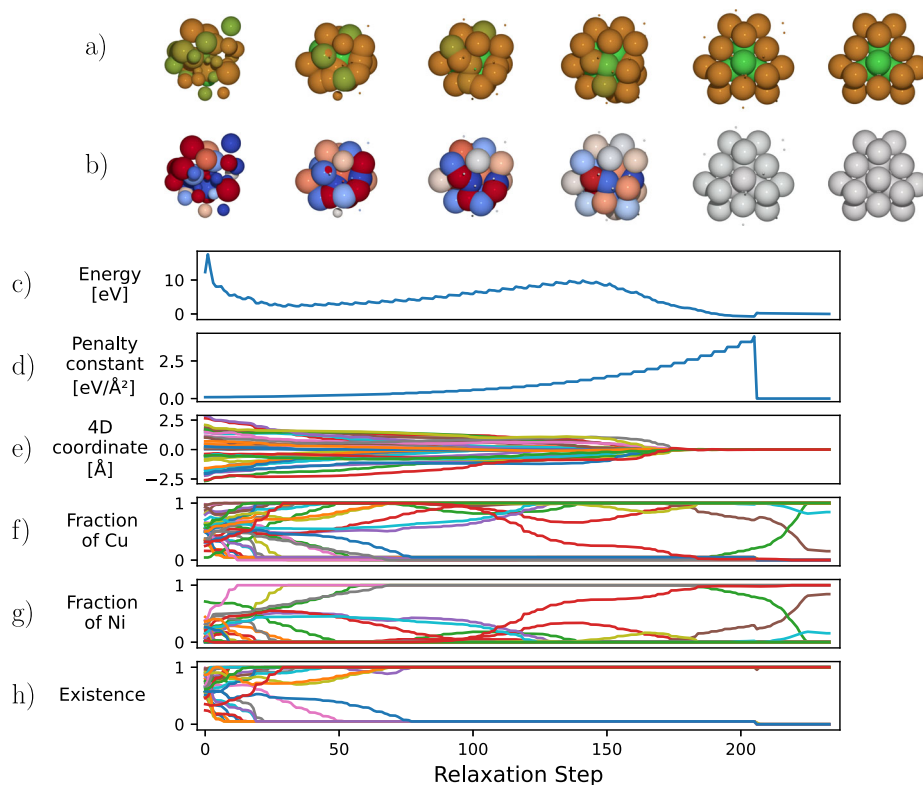 a)
b)
c)
Energy
[eV]
10
0
d)
Penalty
constant
[eV/Å²]
2.5
0.0
e)
4D
coordinate
[Å]
2.5
0.0
−2.5
f)
Fraction
of Cu
1
0
g)
Fraction
of Ni
1
0
h)
Existence
1
0
0 50 100 150 200
Relaxation Step